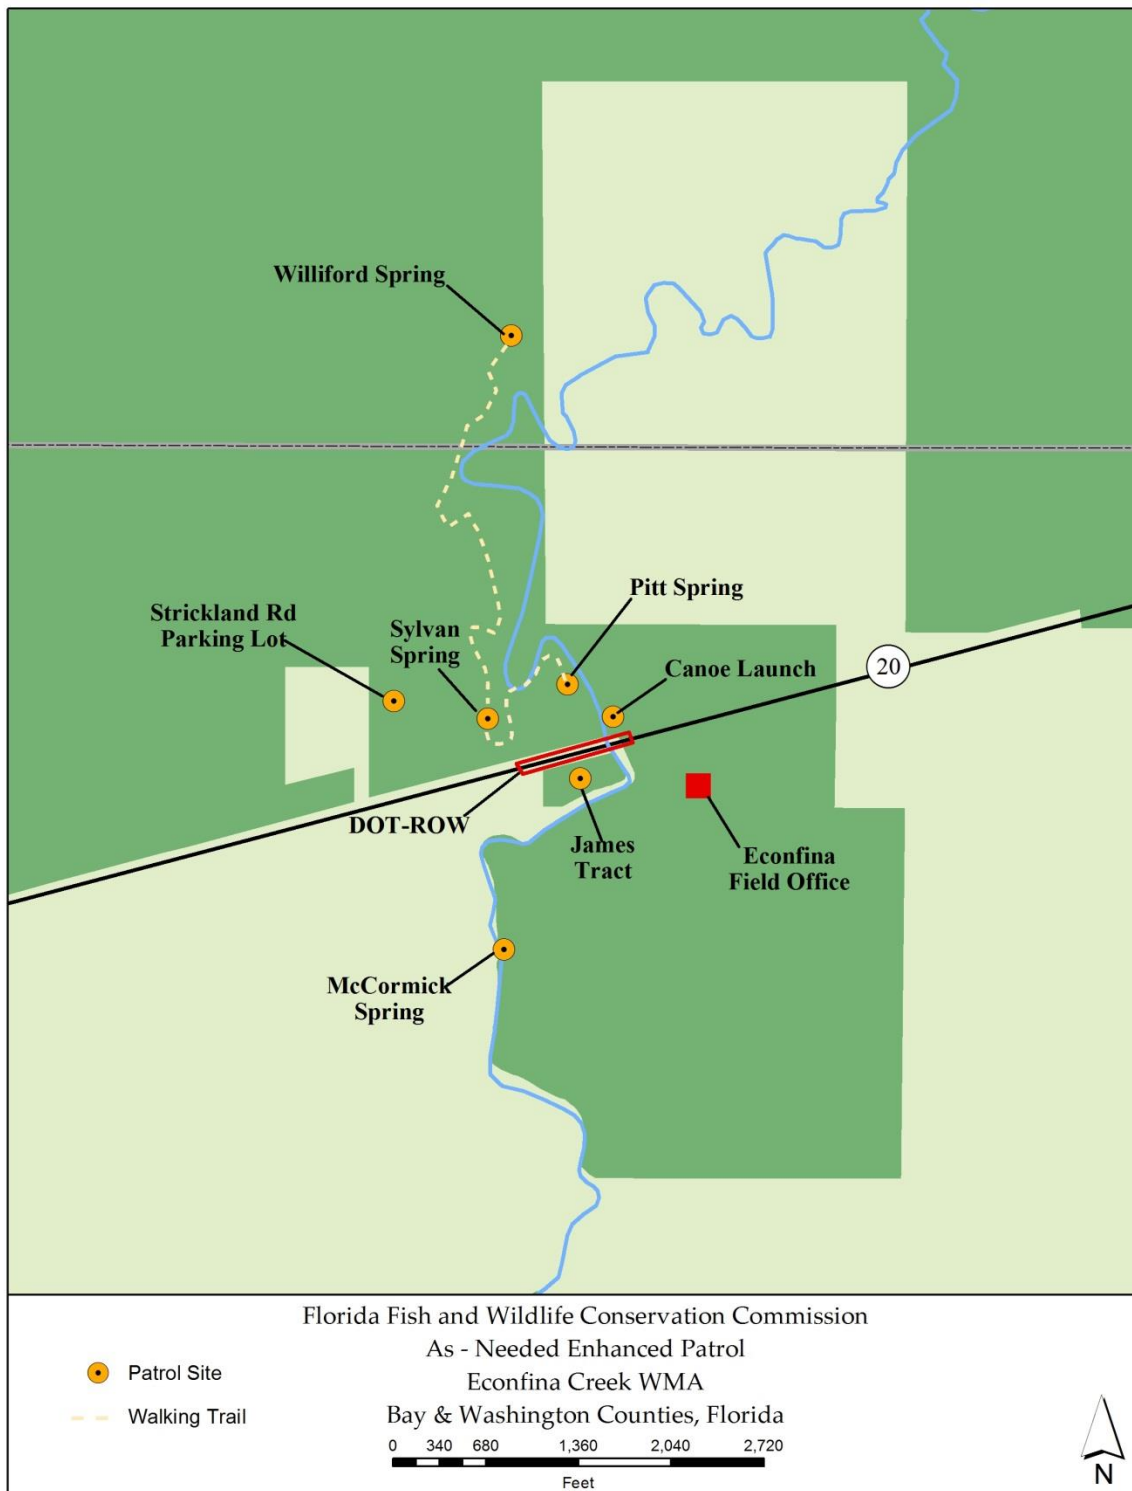 Williford Spring
Pitt Spring
Strickland Rd
Parking Lot
Sylvan
Spring
Canoe Launch
20
DOT-ROW
James
Tract
Econfina
Field Office
McCormick
Spring
Florida Fish and Wildlife Conservation Commission
As - Needed Enhanced Patrol
Econfina Creek WMA
Bay & Washington Counties, Florida
Patrol Site
Walking Trail
0 340 680 1,360 2,040 2,720
Feet
N